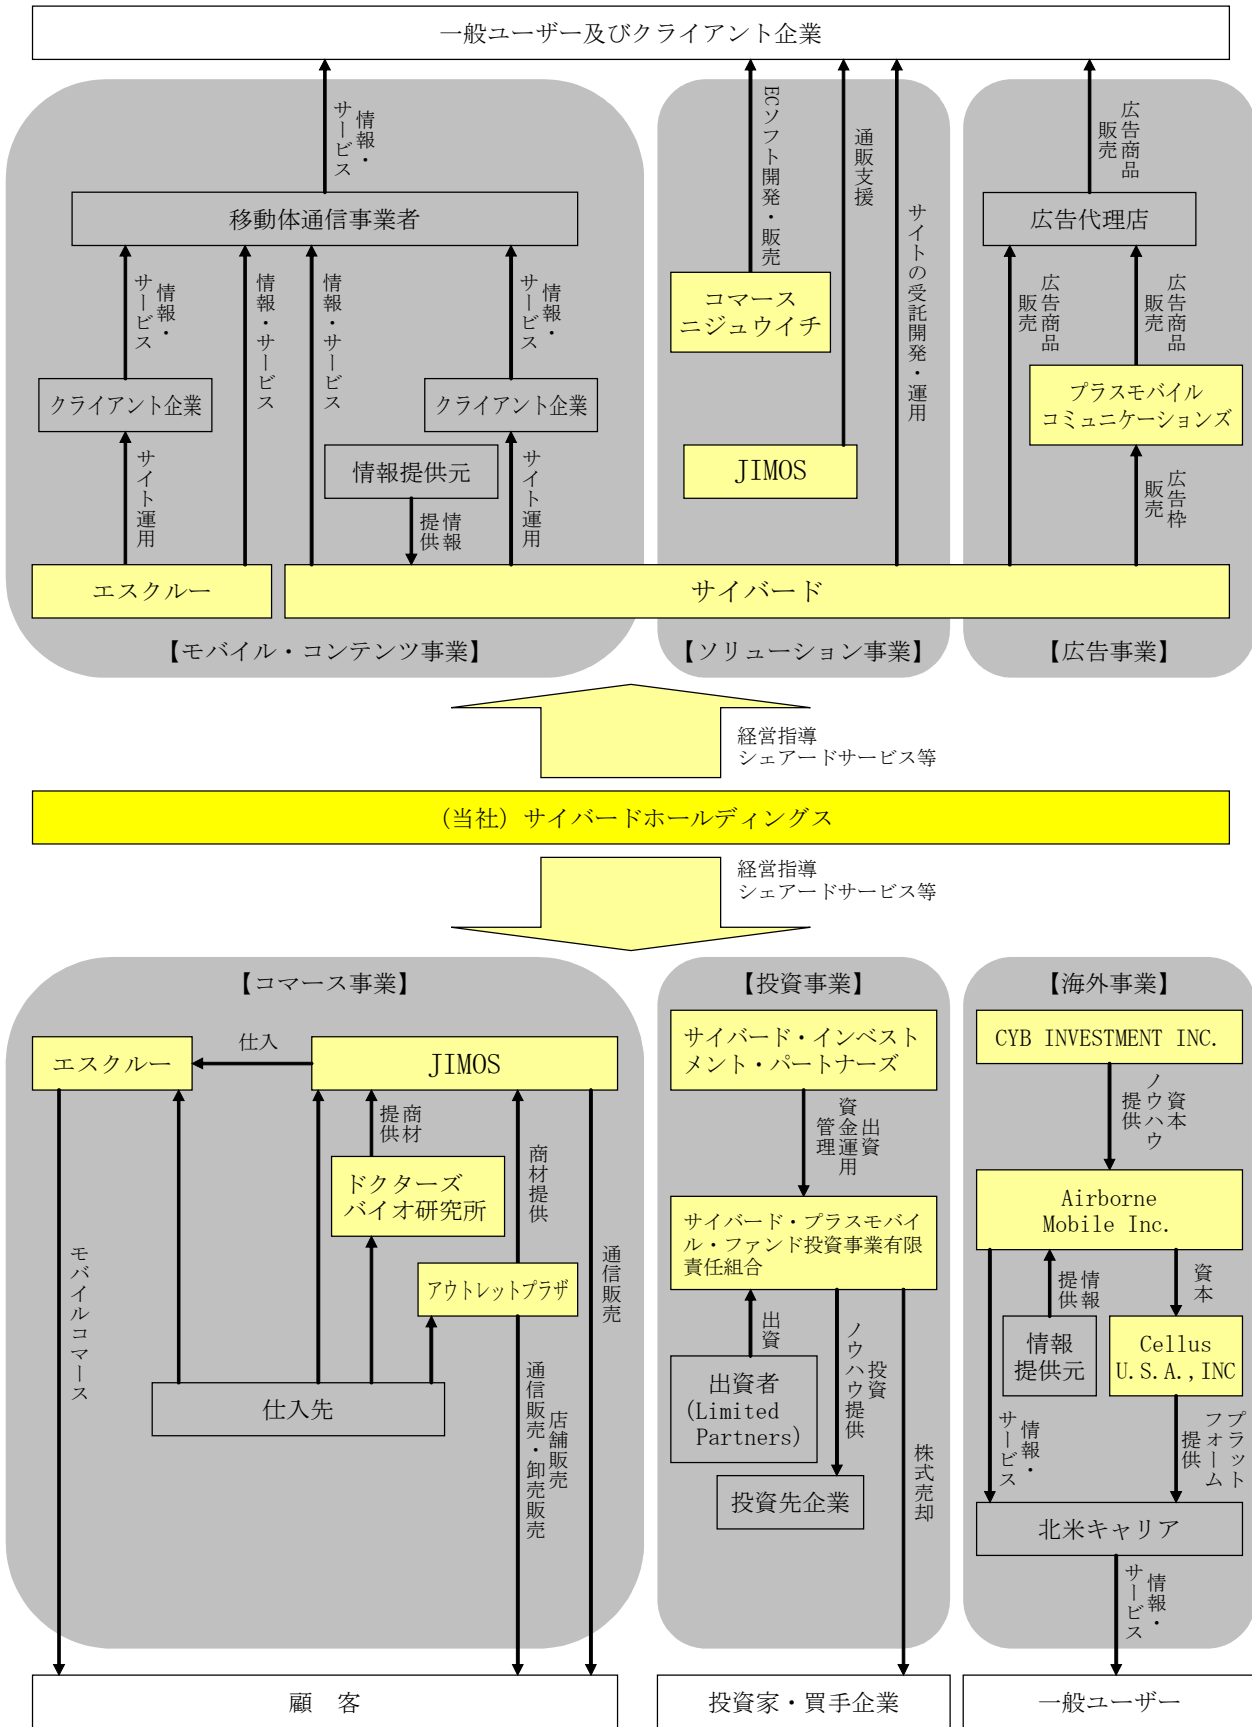 一般ユーザー及びクライアント企業
情報・
サービス
ECソフト開発・販売
通販支援
サイトの受託開発・運用
広告商品
販売
移動体通信事業者
広告代理店
情報・
サービス
情報・サービス
情報・サービス
情報・
サービス
コマース
ニジュウイチ
広告商品
販売
広告商品
販売
クライアント企業
クライアント企業
プラスモバイル
コミュニケーションズ
サイト運用
情報提供元
情報
提供
サイト運用
JIMOS
広告枠
販売
エスクルー
サイバード
【モバイル・コンテンツ事業】
【ソリューション事業】
【広告事業】
経営指導
シェアードサービス等
(当社)サイバードホールディングス
経営指導
シェアードサービス等
【コマース事業】
【投資事業】
【海外事業】
エスクルー
仕入
JIMOS
サイバード・インベスト
メント・パートナーズ
CYB INVESTMENT INC.
商材
提供
商材提供
出資
資金運用
管理
資本
ノウハウ
提供
ドクターズ
バイオ研究所
サイバード・プラスモバイ
ル・ファンド投資事業有限
責任組合
Airborne
Mobile Inc.
モバイルコマース
アウトレットプラザ
通信販売
出資
情報
提供
資本
仕入先
店舗販売
通信販売・卸売販売
出資者
(Limited
Partners)
投資
ノウハウ提供
株式売却
情報
提供元
Cellus
U.S.A.,INC
情報・
サービス
プラット
フォーム
提供
投資先企業
北米キャリア
情報・
サービス
顧 客
投資家・買手企業
一般ユーザー